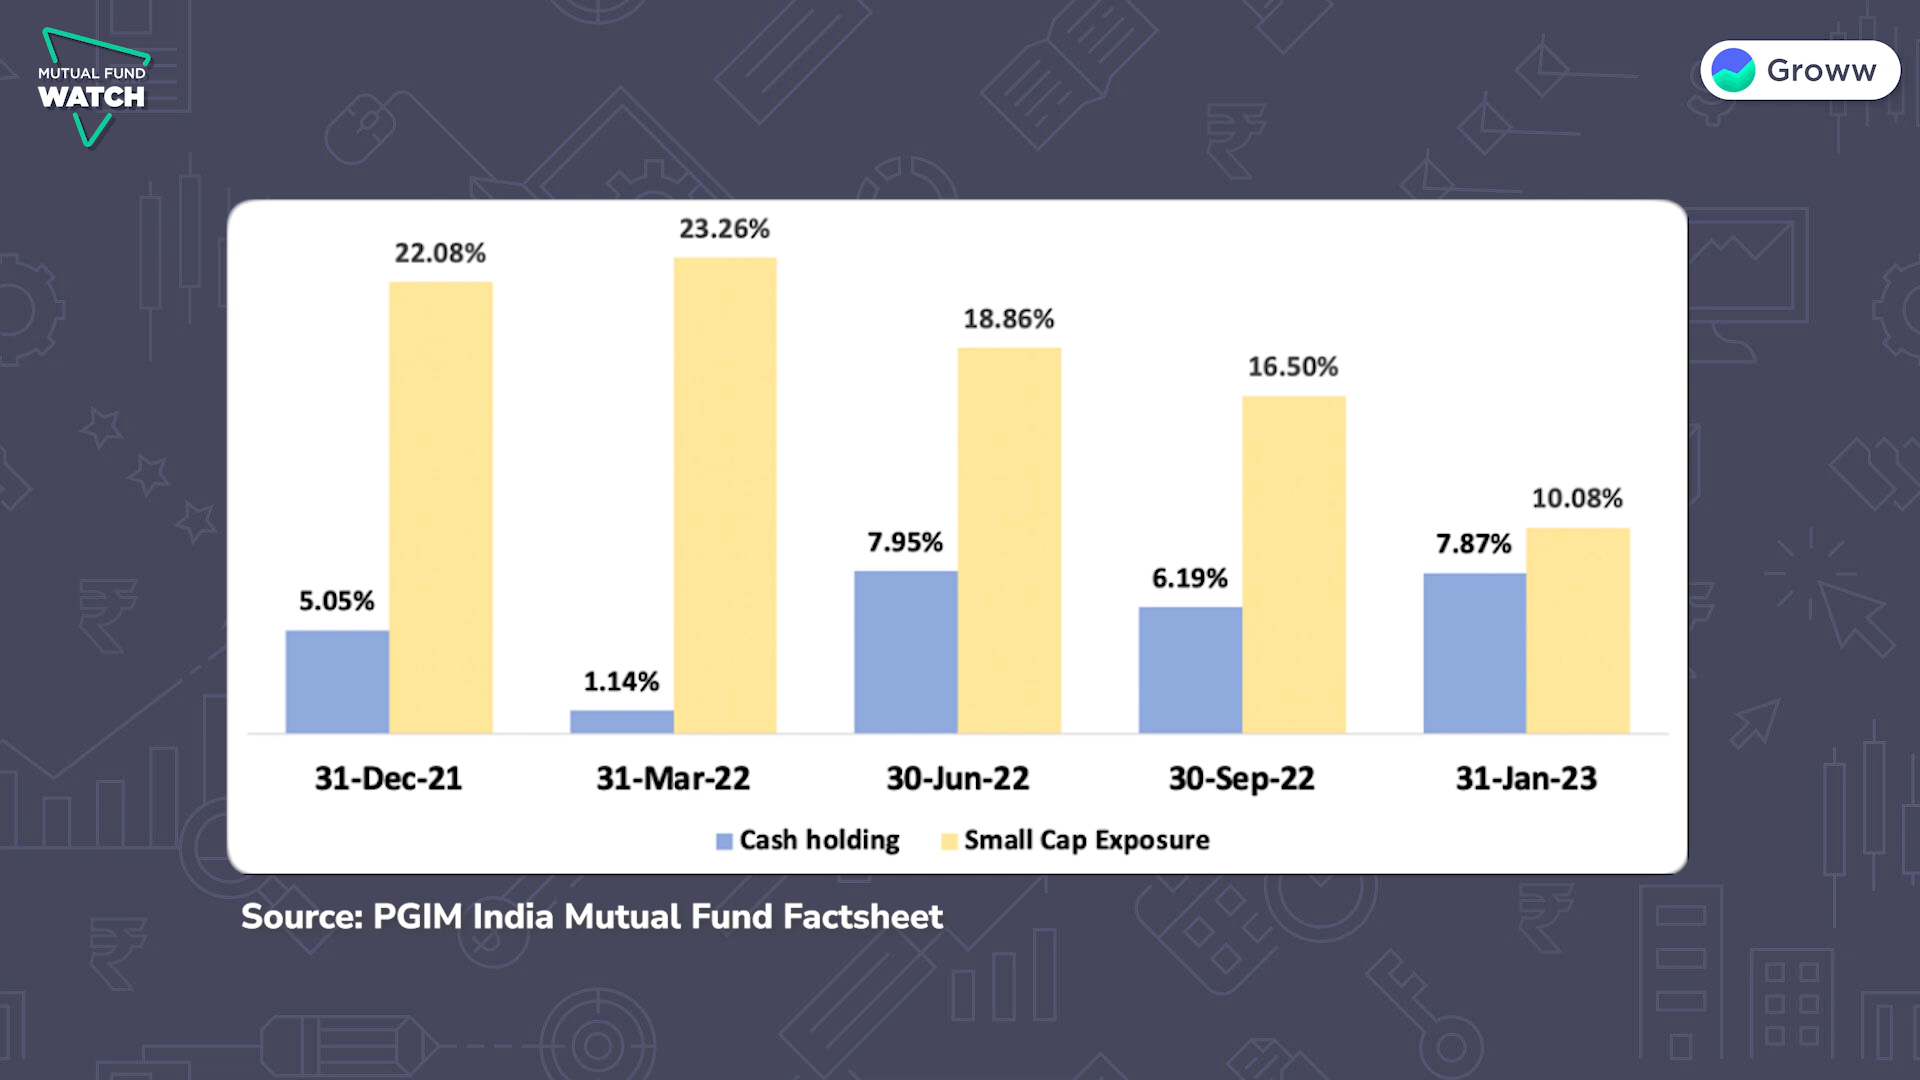 MUTUAL FUND
WATCH
Groww
22.08%
23.26%
18.86%
16.50%
10.08%
5.05%
1.14%
7.95%
6.19%
7.87%
31-Dec-21
31-Mar-22
30-Jun-22
30-Sep-22
31-Jan-23
Cash holding
Small Cap Exposure
Source: PGIM India Mutual Fund Factsheet